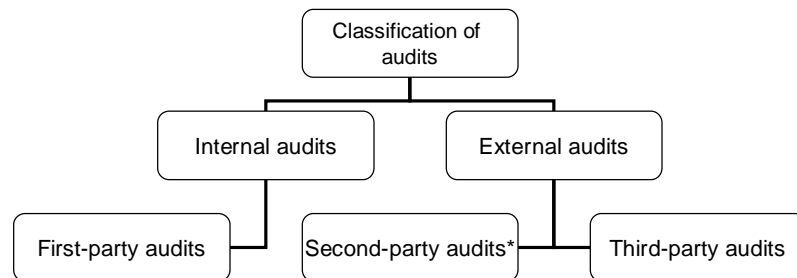 Classification of
audits
Internal audits
External audits
First-party audits
Second-party audits*
Third-party audits